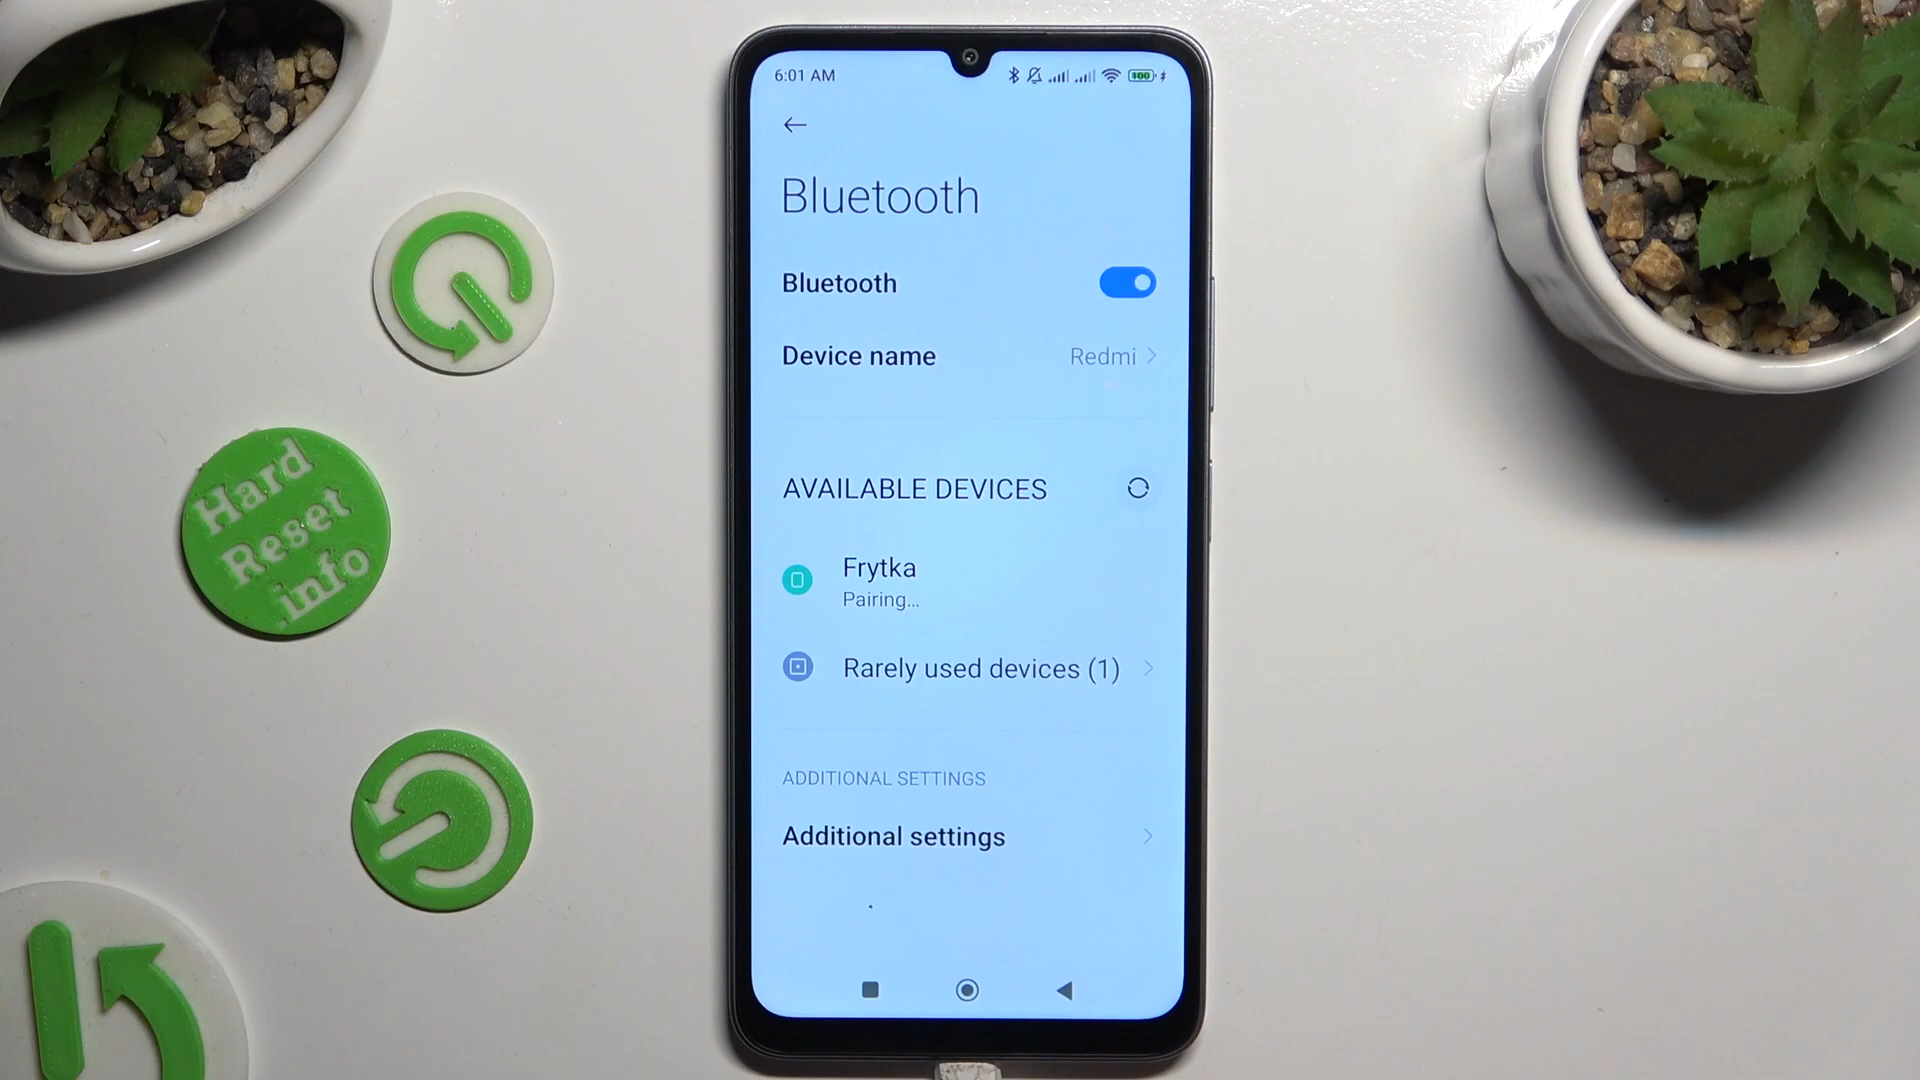 6:01 AM
100
Bluetooth
Bluetooth
Device name
Redmi
AVAILABLE DEVICES
Frytka
Pairing...
Rarely used devices (1)
ADDITIONAL SETTINGS
Additional settings
Hard
Reset
.info